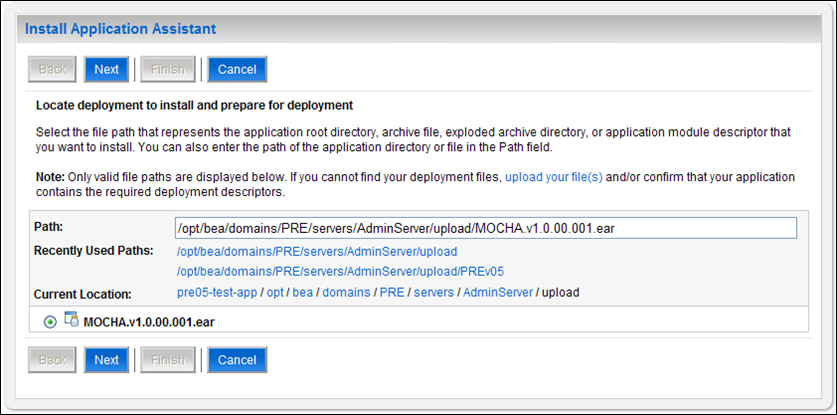 Install Application Assistant
Back Next Finish Cancel
Locate deployment to install and prepare for deployment
Select the file path that represents the application root directory, archive file, exploded archive directory, or application module descriptor that
you want to install. You can also enter the path of the application directory or file in the Path field.
Note: Only valid file paths are displayed below. If you cannot find your deployment files, upload your file(s) and/or confirm that your application
contains the required deployment descriptors.
Path: /opt/bea/domains/PRE/servers/AdminServer/upload/MOCHA.v1.0.00.001.ear
Recently Used Paths: /opt/bea/domains/PRE/servers/AdminServer/upload
/opt/bea/domains/PRE/servers/AdminServer/upload/PREv05
Current Location: pre05-test-app / opt / bea / domains / PRE / servers / AdminServer / upload
MOCHA.v1.0.00.001.ear
Back Next Finish Cancel